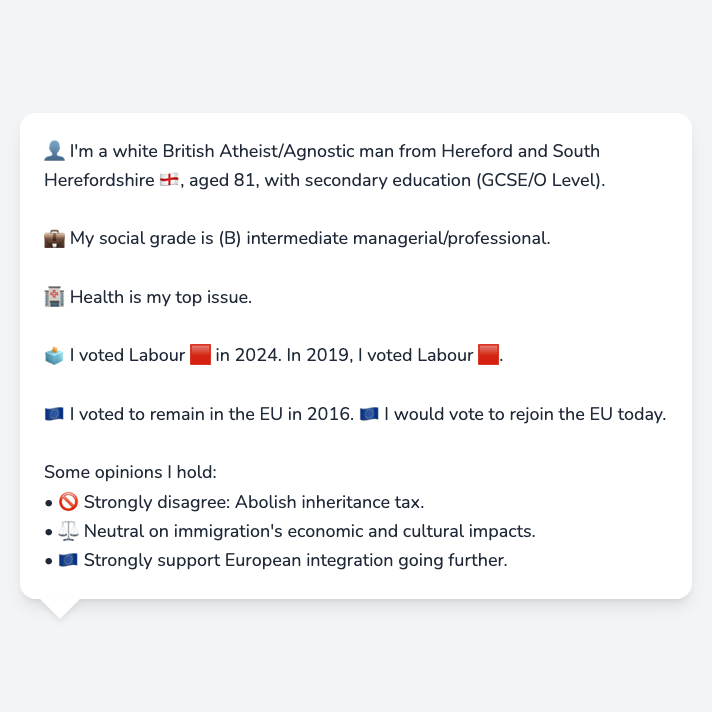 👤 I'm a white British Atheist/Agnostic man from Hereford and South
Herefordshire 🏴󠁧󠁢󠁥󠁮󠁧󠁿, aged 81, with secondary education (GCSE/O Level).
💼 My social grade is (B) intermediate managerial/professional.
🏥 Health is my top issue.
🗳️ I voted Labour 🟥 in 2024. In 2019, I voted Labour 🟥.
🇪🇺 I voted to remain in the EU in 2016. 🇪🇺 I would vote to rejoin the EU today.
Some opinions I hold:
• 🚫 Strongly disagree: Abolish inheritance tax.
• ⚖️ Neutral on immigration's economic and cultural impacts.
• 🇪🇺 Strongly support European integration going further.